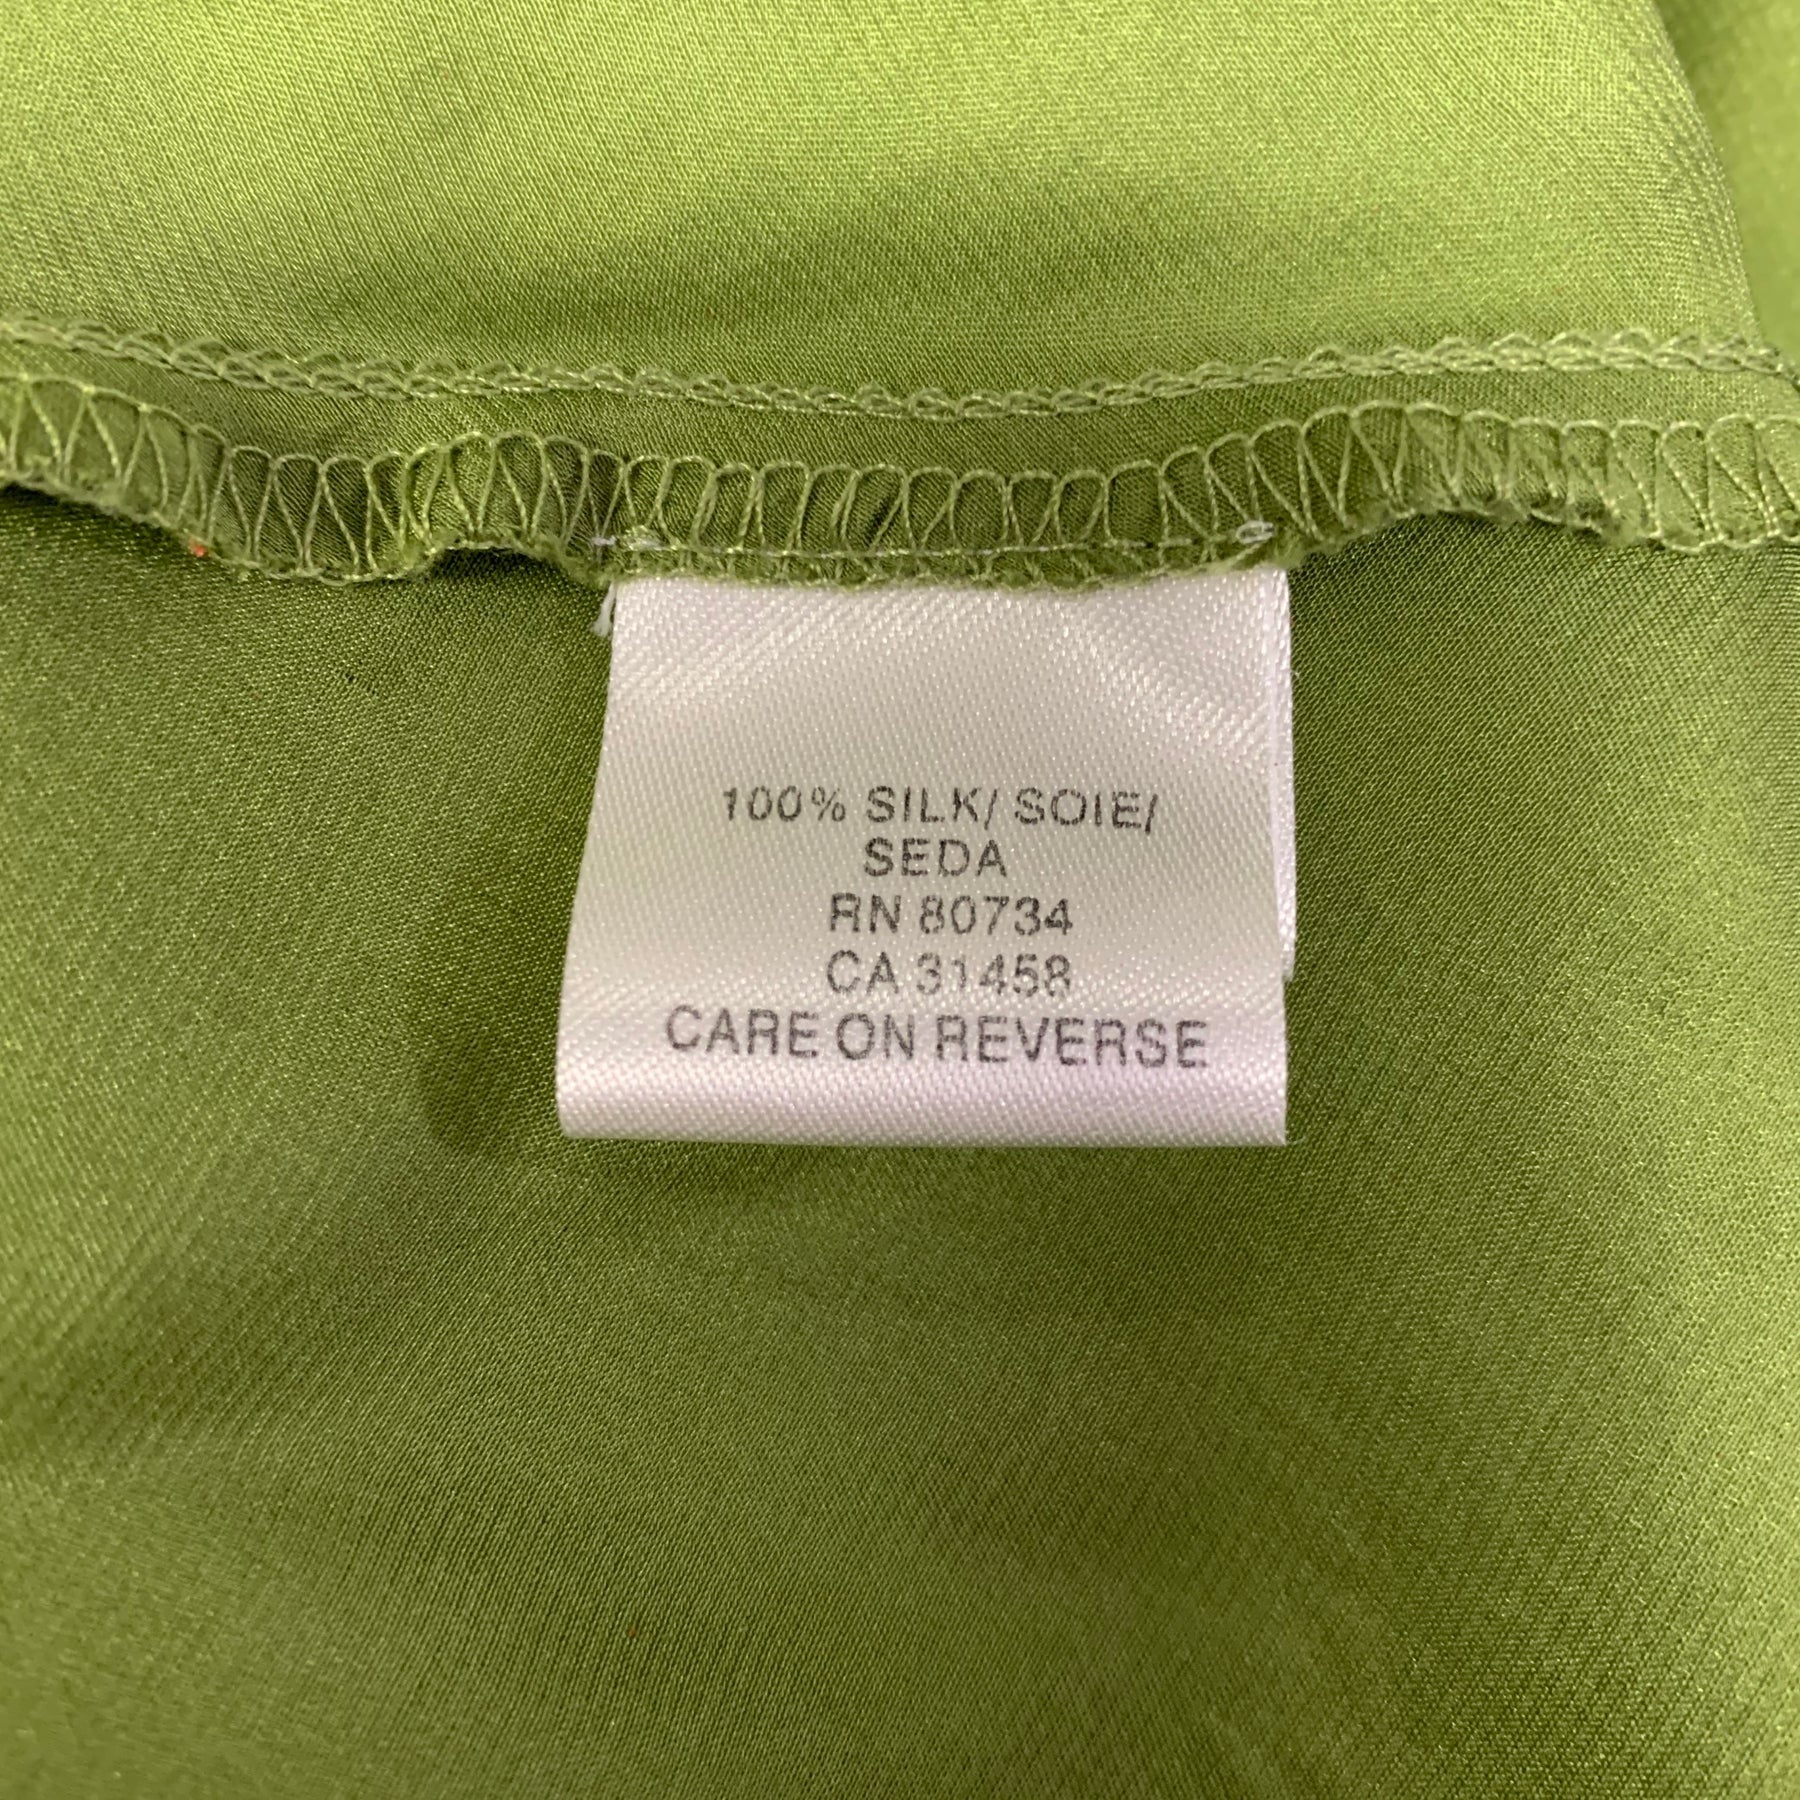 100% SILK/ SOIE/
SEDA
RN 80734
CA 31458
CARE ON REVERSE